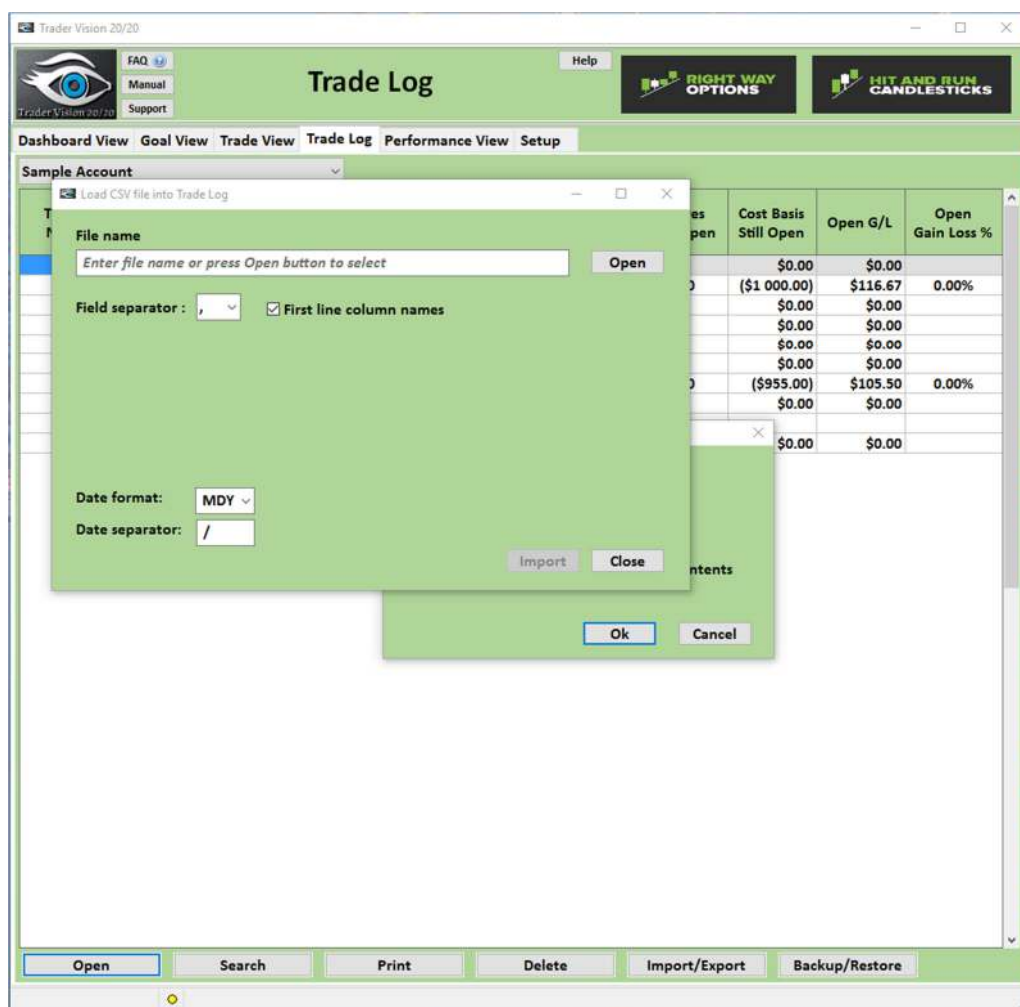 Trader Vision 20/20
FAQ
Manual
Support
Trader Vision 20/20
Trade Log
Help
RIGHT WAY
OPTIONS
HIT AND RUN
CANDLESTICKS
Dashboard View Goal View Trade View Trade Log Performance View Setup
Sample Account
Load CSV file into Trade Log
File name
Enter file name or press Open button to select
Open
Field separator : ,
First line column names
Date format: MDY
Date separator: /
Import Close
T
es
pen
Cost Basis
Still Open
Open G/L
Open
Gain Loss %
$0.00 $0.00
($1 000.00) $116.67 0.00%
$0.00 $0.00
$0.00 $0.00
$0.00 $0.00
$0.00 $0.00
($955.00) $105.50 0.00%
$0.00 $0.00
$0.00 $0.00
ntents
Ok Cancel
Open Search Print Delete Import/Export Backup/Restore